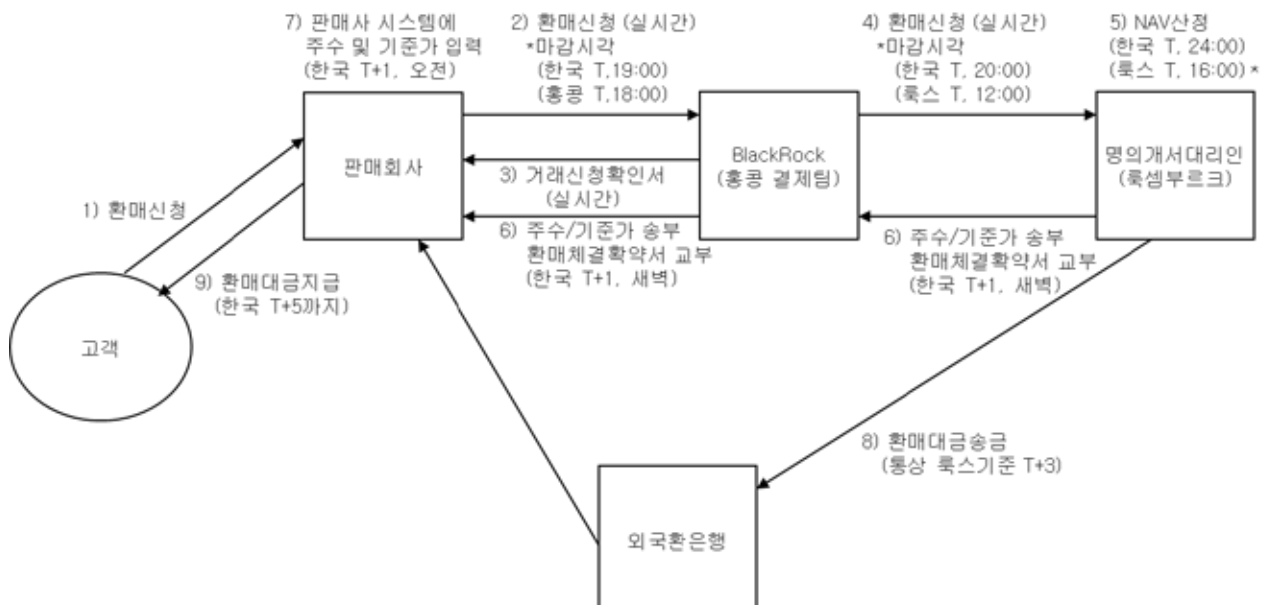 7) 판매사 시스템에
주수 및 기준가 입력
(한국 T+1, 오전)
2) 환매신청 (실시간)
*마감시각
(한국 T,19:00)
(홍콩 T,18:00)
4) 환매신청 (실시간)
*마감시각
(한국 T, 20:00)
(룩스 T, 12:00)
5) NAV산정
(한국 T, 24:00)
(룩스 T, 16:00) *
판매회사
BlackRock
(홍콩 결제팀)
명의개서대리인
(룩셈부르크)
3) 거래신청확인서
(실시간)
1) 환매신청
6) 주수/기준가 송부
환매체결확약서 교부
(한국 T+1, 새벽)
6) 주수/기준가 송부
환매체결확약서 교부
(한국 T+1, 새벽)
9) 환매대금지급
(한국 T+5까지)
고객
8) 환매대금송금
(통상 룩스기준 T+3)
외국환은행